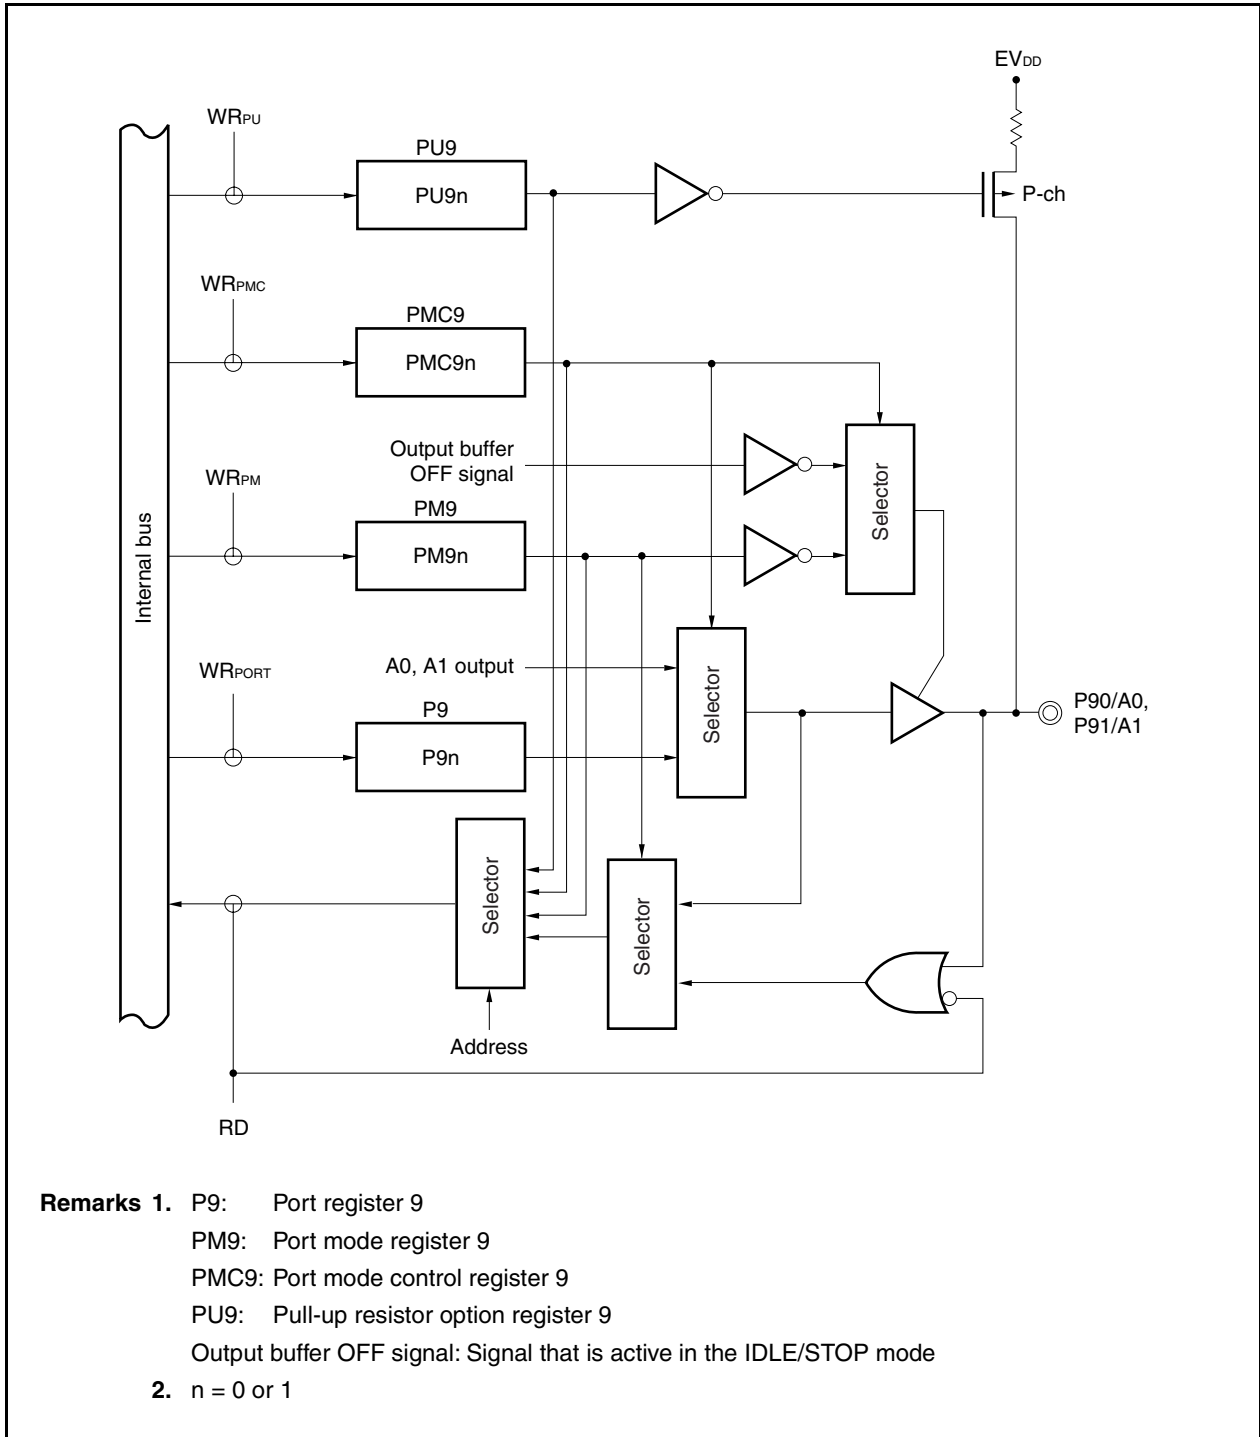 EVDD
WRPU
PU9
PU9n
P-ch
WRPMC
PMC9
PMC9n
Output buffer
OFF signal
Selector
WRPM
PM9
PM9n
Internal bus
A0, A1 output
WRPORT
P9
P9n
Selector
P90/A0,
P91/A1
Selector
Selector
Address
RD
Remarks 1. P9: Port register 9
PM9: Port mode register 9
PMC9: Port mode control register 9
PU9: Pull-up resistor option register 9
Output buffer OFF signal: Signal that is active in the IDLE/STOP mode
2. n = 0 or 1